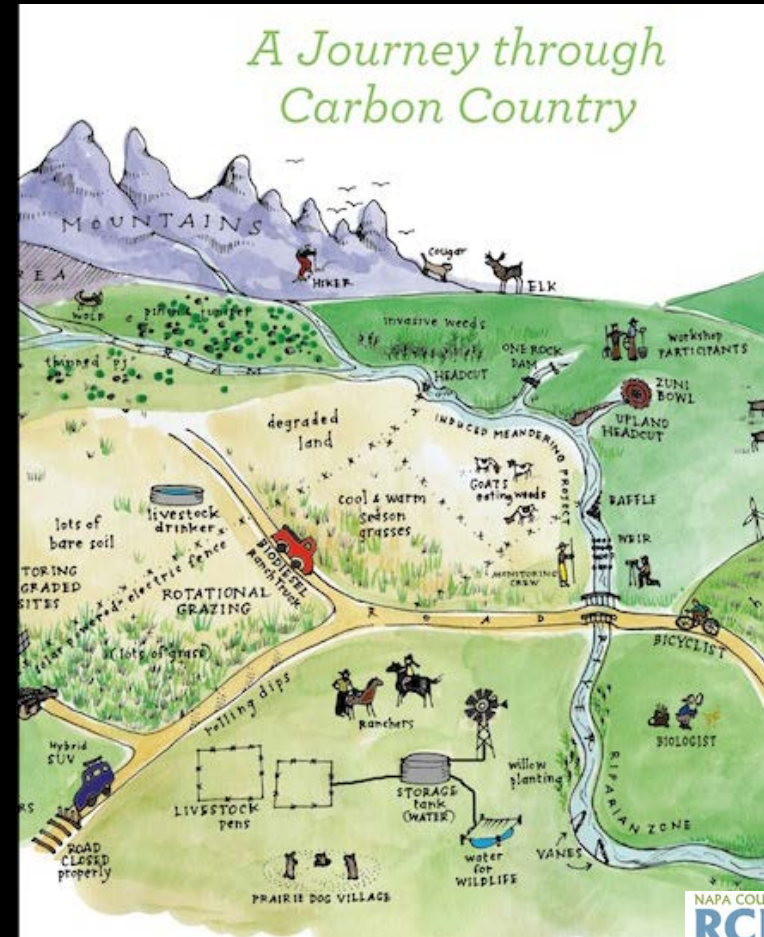 A Journey through
Carbon Country
MOUNTAINS
REA
HIKER
Cougar
ELK
WOLF
juniper
invasive weeds
thinned pj
ONE ROCK
DAM
HEADCUT
workshop
PARTICIPANTS
ZUNI
BOWL
UPLAND
HEADCUT
degraded
land
INDUCED MEANDERING PROJECT
GOATS
eating weeds
cool & warm
season
grasses
livestock
drinker
lots of
bare soil
BAFFLE
WEIR
BIODIESEL
Ranch Truck
MONITORING
CREW
TORING
GRADED
SITES
solar powered electric fence
ROTATIONAL
GRAZING
(lots of grass)
ROAD
BICYCLIST
rolling dips
Ranchers
BIOLOGIST
Hybrid
SUV
LIVESTOCK
pens
STORAGE
tank
(WATER)
willow
planting
RIPARIAN ZONE
RS
ROAD
CLOSED
properly
water
for
WILDLIFE
VANES
PRAIRIE DOG VILLAGE
NAPA COU